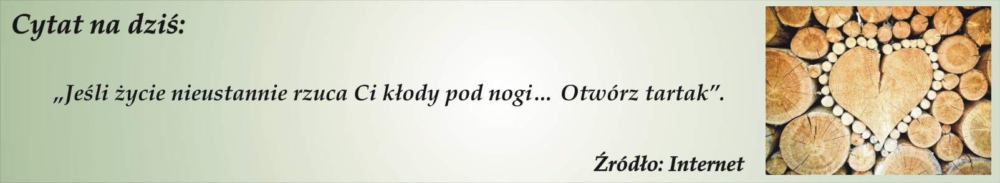 Cytat na dziś:
„Jeśli życie nieustannie rzuca Ci kłody pod nogi… Otwórz tartak”.
Źródło: Internet